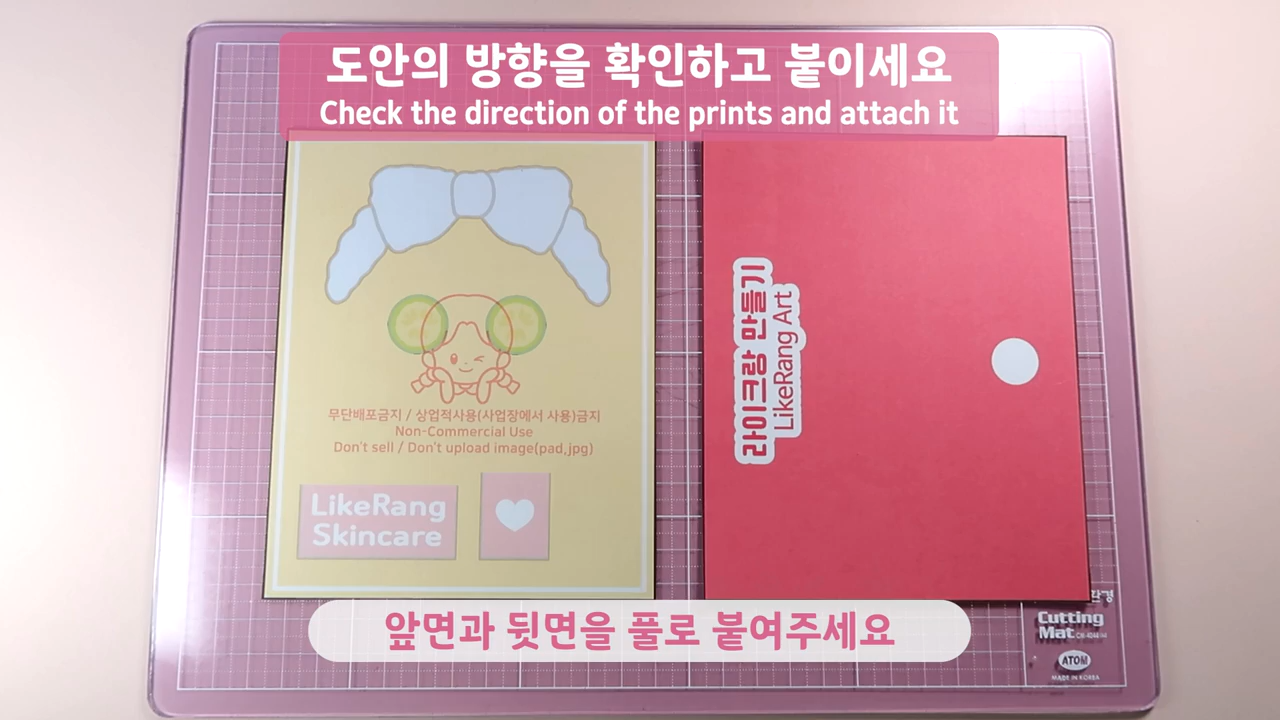 도안의 방향을 확인하고 붙이세요
Check the direction of the prints and attach it
무단배포금지 / 상업적사용(사업장에서 사용)금지
Non-Commercial Use
Don't sell / Don't upload image(pad,jpg)
LikeRang
Skincare
라이크랑 만들기
LikeRang Art
앞면과 뒷면을 풀로 붙여주세요
Cutting
Mat
ATOM
MADE IN KOREA